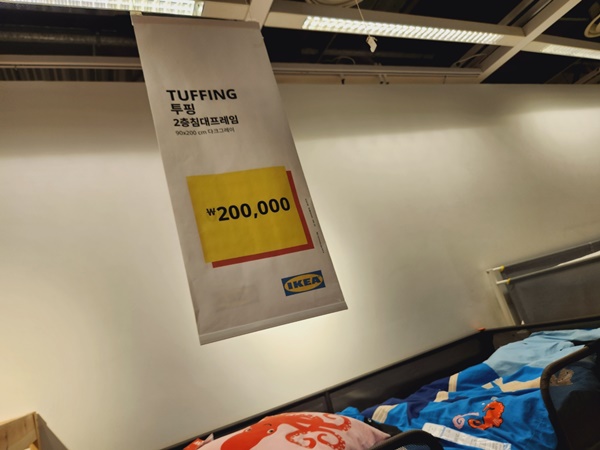 TUFFING
투핑
2층침대프레임
90x200 cm 다크그레이
₩200,000
IKEA